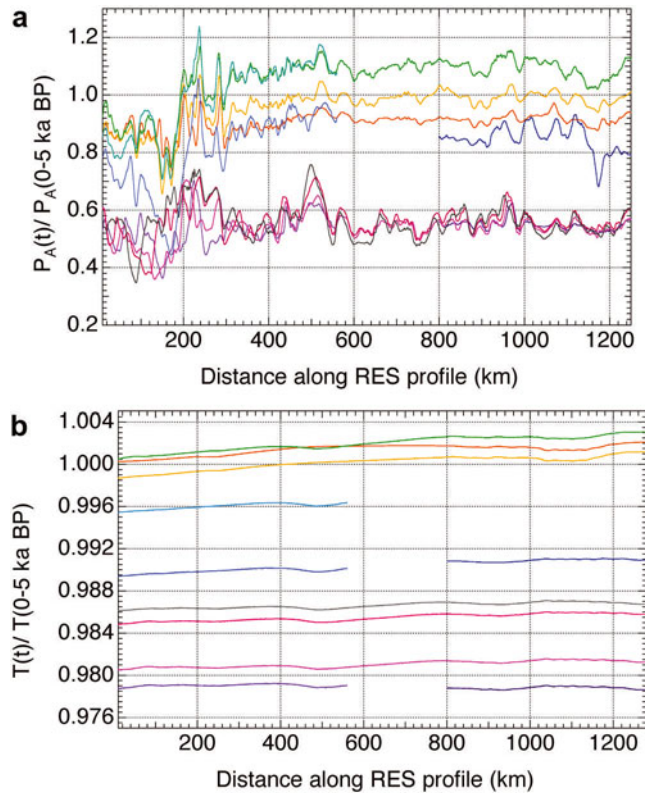 a
1.2
1.0
0.8
0.6
0.4
0.2
P_A(t)/ P_A(0-5 ka BP)
200 400 600 800 1000 1200
Distance along RES profile (km)
b
1.004
1.000
0.996
0.992
0.988
0.984
0.980
0.976
T(t)/ T(0-5 ka BP)
200 400 600 800 1000 1200
Distance along RES profile (km)